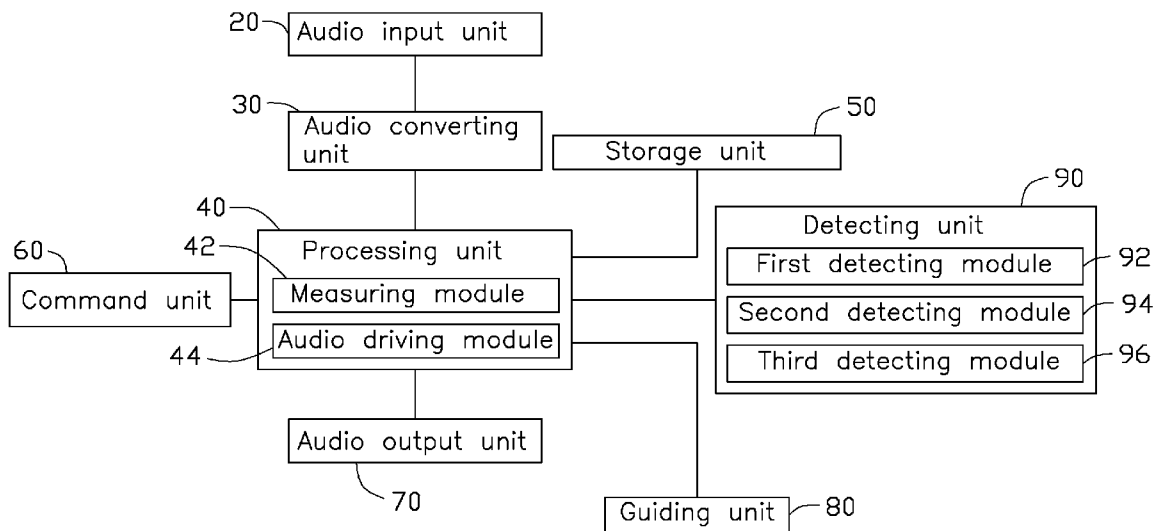 20
Audio input unit
30
Audio converting
unit
50
Storage unit
40
Processing unit
42
Measuring module
Audio driving module
44
60
Command unit
90
Detecting unit
First detecting module
92
Second detecting module
94
Third detecting module
96
Audio output unit
70
Guiding unit
80